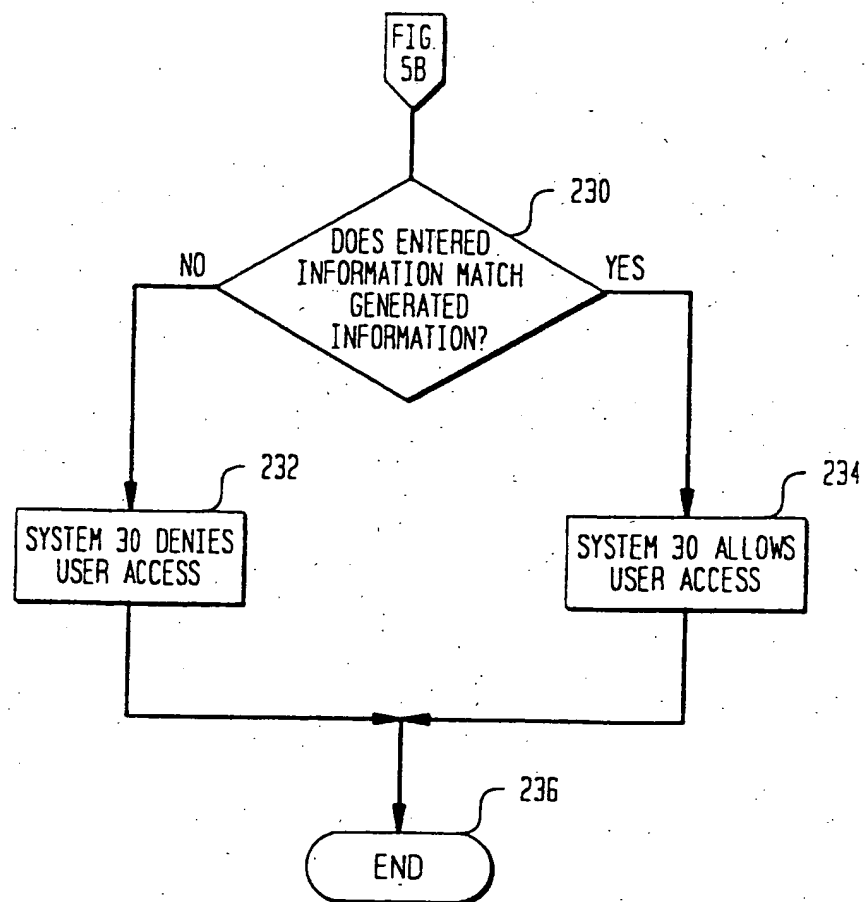 FIG.
5B
230
DOES ENTERED
INFORMATION MATCH
GENERATED
INFORMATION?
NO
YES
232
234
SYSTEM 30 DENIES
USER ACCESS
SYSTEM 30 ALLOWS
USER ACCESS
236
END